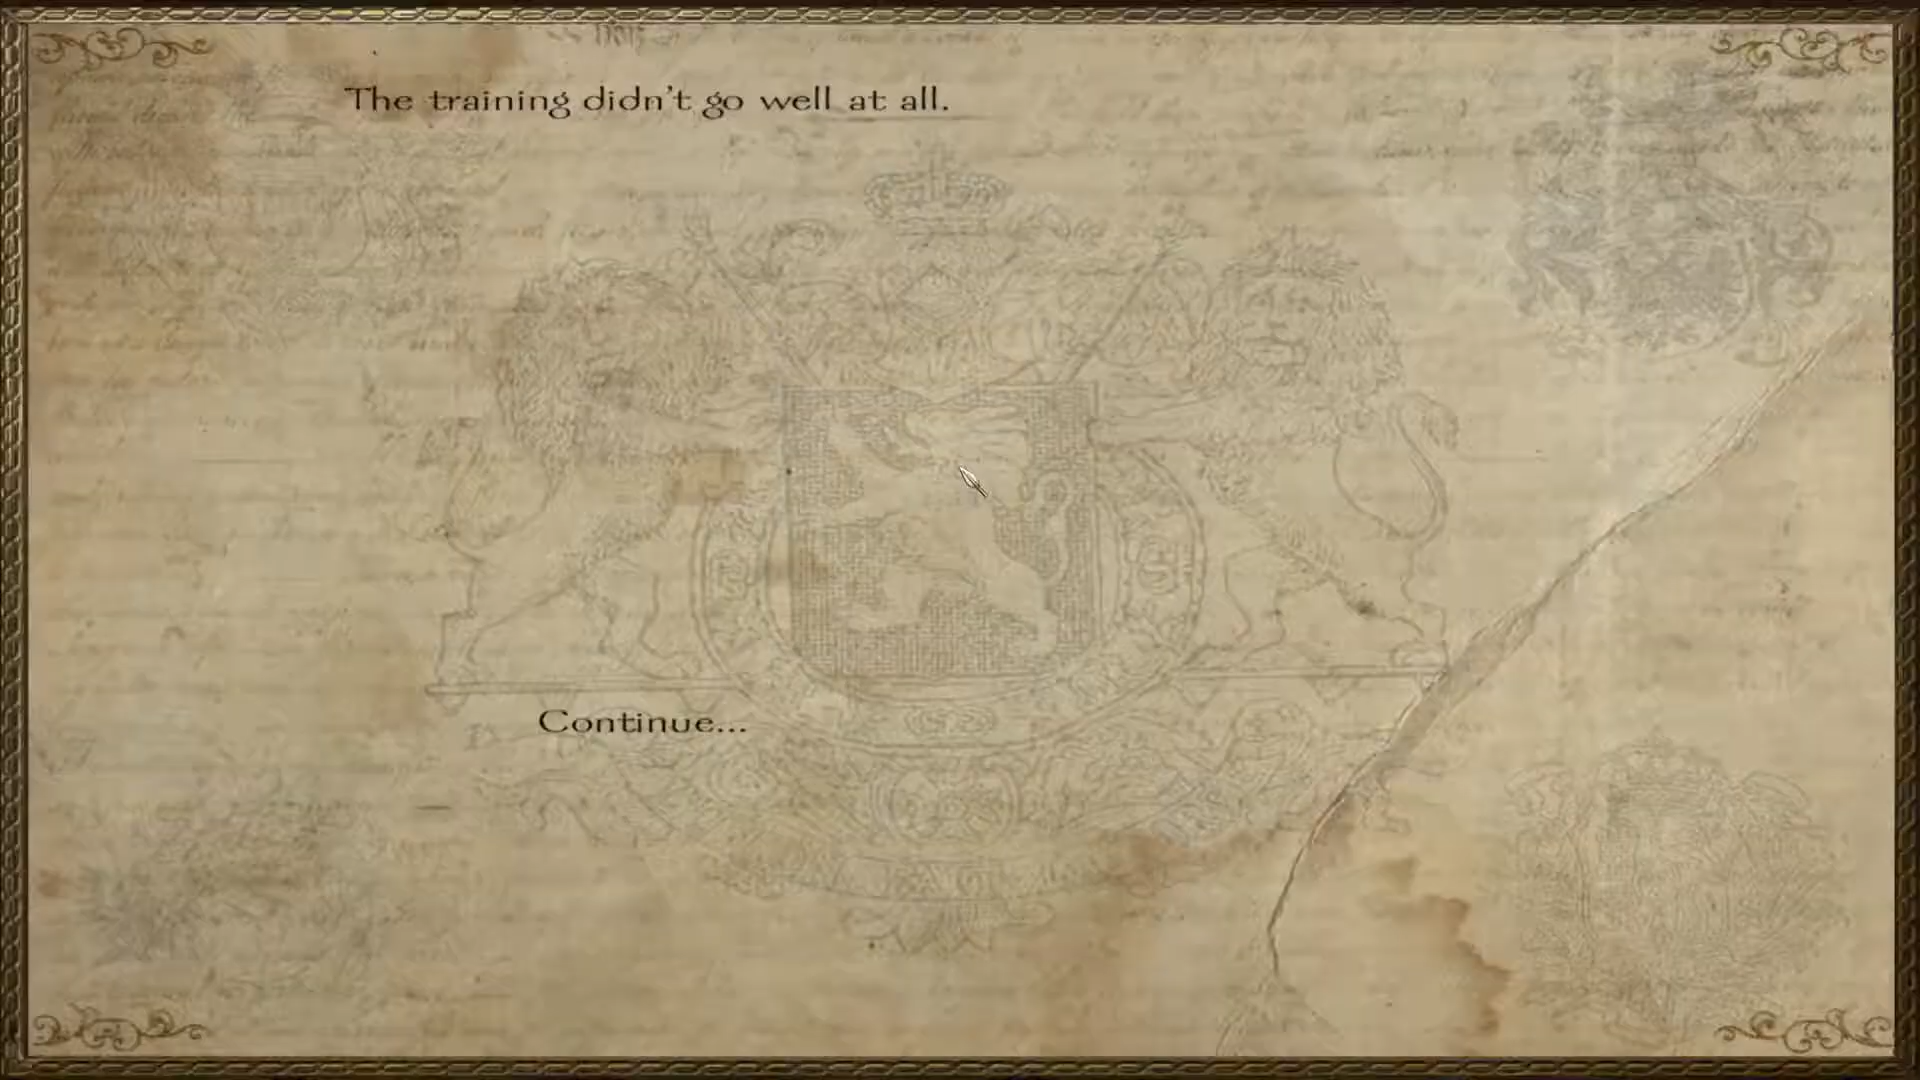 The training didn't go well at all.
Continue...